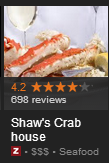 4.2
698 reviews
Shaw's Crab
house
Z • $$$ • Seafood